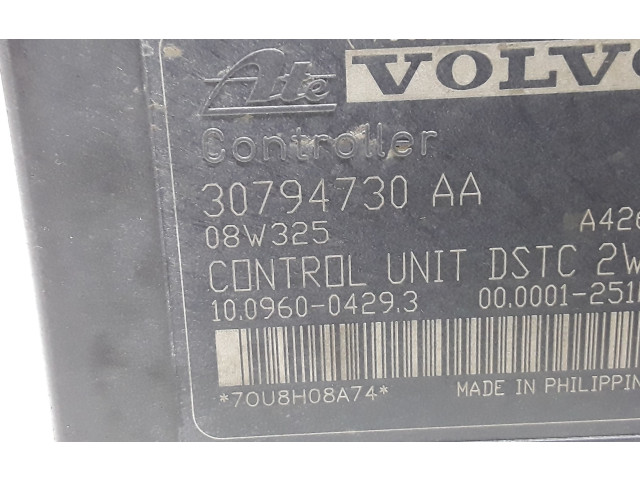 Ate VOLVO
Controller
30794730 AA
08W325 A426
CONTROL UNIT DSTC 2W
10.0960-0429.3 00.0001-251
*70U8H08A74* MADE IN PHILIPPIN